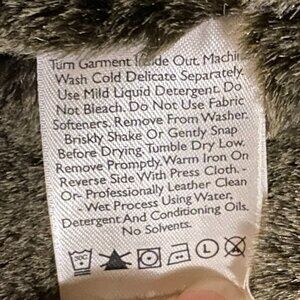 Turn Garment Inside Out. Machine
Wash Cold Delicate Separately.
Use Mild Liquid Detergent. Do
Not Bleach. Do Not Use Fabric
Softeners. Remove From Washer.
Briskly Shake Or Gently Snap
Before Drying. Tumble Dry Low.
Remove Promptly. Warm Iron On
Reverse Side With Press Cloth. -
Or- Professionally Leather Clean
- Wet Process Using Water,
Detergent And Conditioning Oils.
No Solvents.
30C L